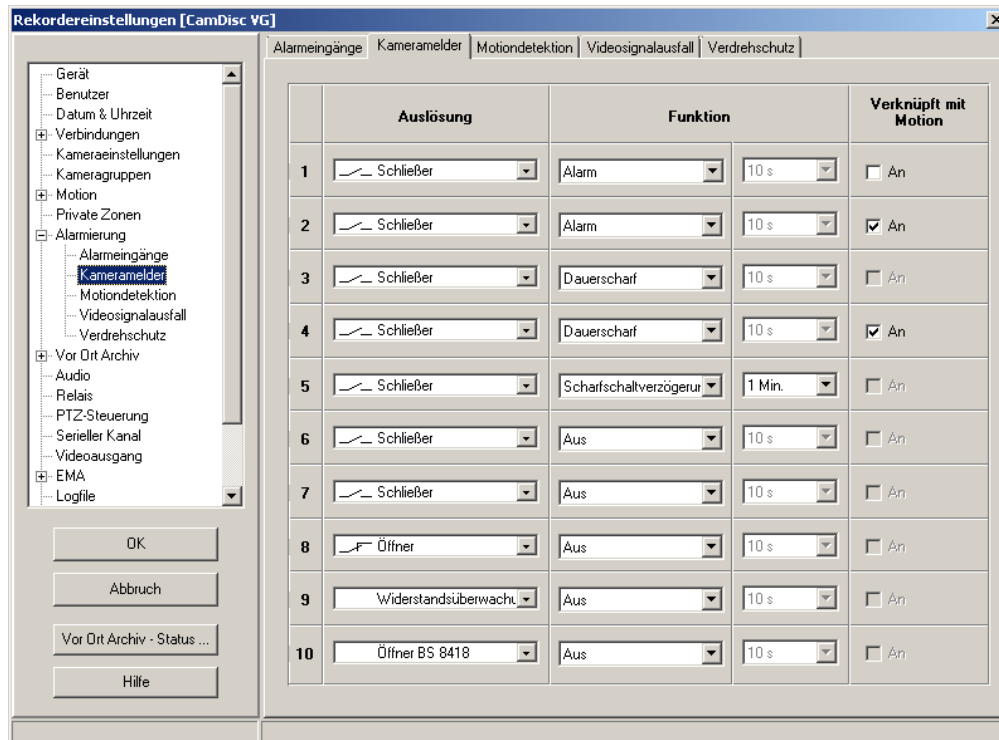 Rekordereinstellungen [CamDisc VG]
Alarmeingänge Kameramelder Motiondetektion Videosignalausfall Verdrehschutz
Gerät
Benutzer
Datum & Uhrzeit
Verbindungen
Kameraeinstellungen
Kameragruppen
Motion
Private Zonen
Alarmierung
Alarmeingänge
Kameramelder
Motiondetektion
Videosignalausfall
Verdrehschutz
Vor Ort Archiv
Audio
Relais
PTZ-Steuerung
Serieller Kanal
Videoausgang
EMA
Logfile
OK
Abbruch
Vor Ort Archiv - Status ...
Hilfe
Auslösung Funktion Verknüpft mit Motion
1 Schließer Alarm 10 s An
2 Schließer Alarm 10 s An
3 Schließer Dauerscharf 10 s An
4 Schließer Dauerscharf 10 s An
5 Schließer Scharfschaltverzögerur 1 Min. An
6 Schließer Aus 10 s An
7 Schließer Aus 10 s An
8 Öffner Aus 10 s An
9 Widerstandsüberwachu Aus 10 s An
10 Öffner BS 8418 Aus 10 s An